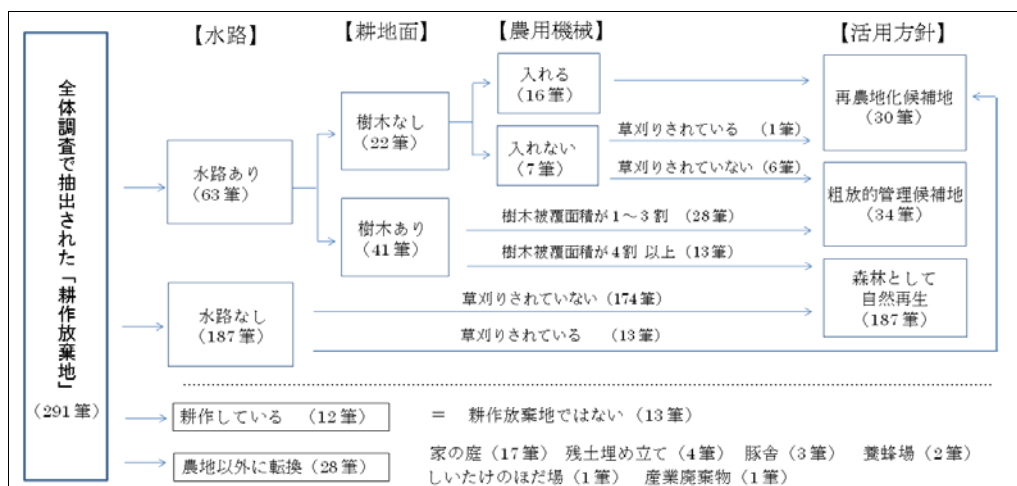 【水路】 【耕地面】 【農用機械】 【活用方針】
全体調査で抽出された「耕作放棄地」
（291筆）
水路あり
（63筆）
水路なし
（187筆）
樹木なし
（22筆）
樹木あり
（41筆）
入れる
（16筆）
入れない
（7筆）
草刈りされている （1筆）
草刈りされていない（6筆）
樹木被覆面積が1～3割 （28筆）
樹木被覆面積が4割 以上（13筆）
草刈りされていない（174筆）
草刈りされている （13筆）
再農地化候補地
（30筆）
粗放的管理候補地
（34筆）
森林として
自然再生
（187筆）
耕作している （12筆） ＝ 耕作放棄地ではない（13筆）
農地以外に転換（28筆）
家の庭（17筆） 残土埋め立て（4筆） 豚舎（3筆） 養蜂場（2筆）
しいたけのほだ場（1筆） 産業廃棄物（1筆）